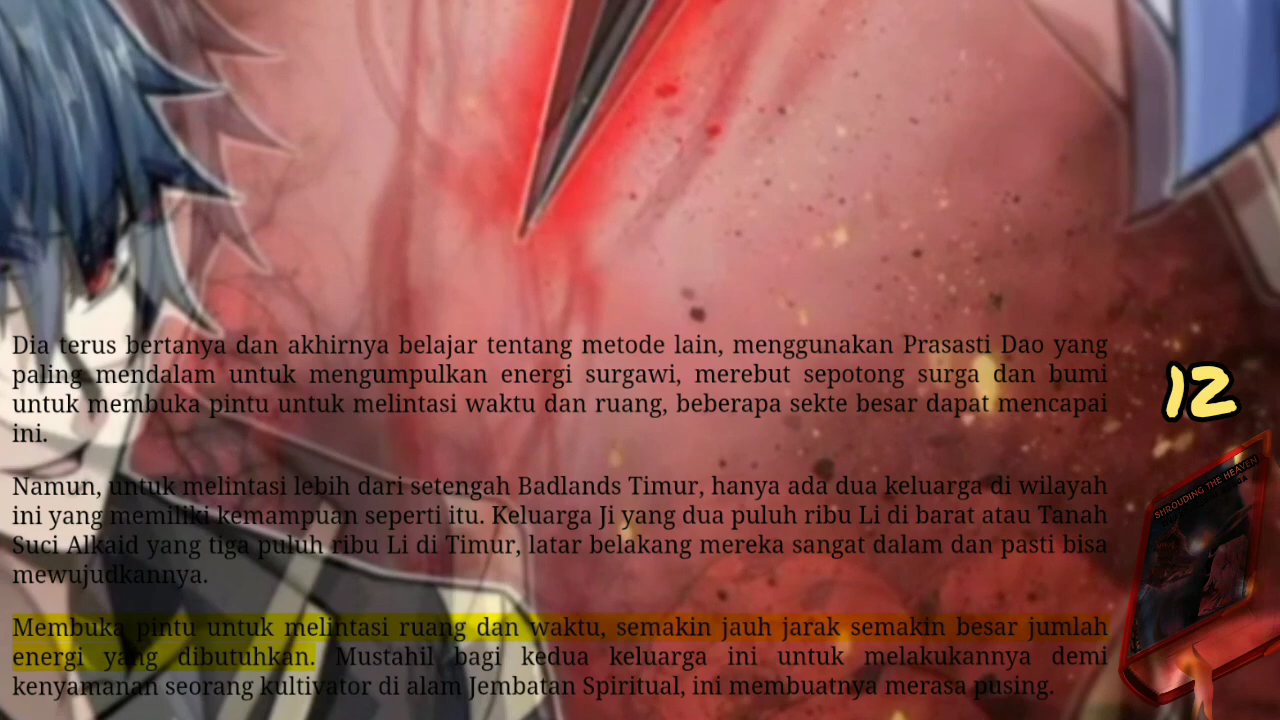 Dia terus bertanya dan akhirnya belajar tentang metode lain, menggunakan Prasasti Dao yang
paling mendalam untuk mengumpulkan energi surgawi, merebut sepotong surga dan bumi
untuk membuka pintu untuk melintasi waktu dan ruang, beberapa sekte besar dapat mencapai
ini.
Namun, untuk melintasi lebih dari setengah Badlands Timur, hanya ada dua keluarga di wilayah
ini yang memiliki kemampuan seperti itu. Keluarga Ji yang dua puluh ribu Li di barat atau Tanah
Suci Alkaid yang tiga puluh ribu Li di Timur, latar belakang mereka sangat dalam dan pasti bisa
mewujudkannya.
Membuka pintu untuk melintasi ruang dan waktu, semakin jauh jarak semakin besar jumlah
energi yang dibutuhkan. Mustahil bagi kedua keluarga ini untuk melakukannya demi
kenyamanan seorang kultivator di alam Jembatan Spiritual, ini membuatnya merasa pusing.
12
SHROUDING THE HEAVEN